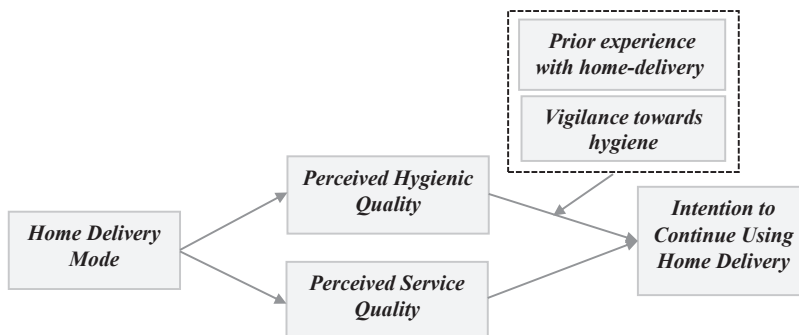 Prior experience
with home-delivery
Vigilance towards
hygiene
Perceived Hygienic
Quality
Home Delivery
Mode
Intention to
Continue Using
Home Delivery
Perceived Service
Quality